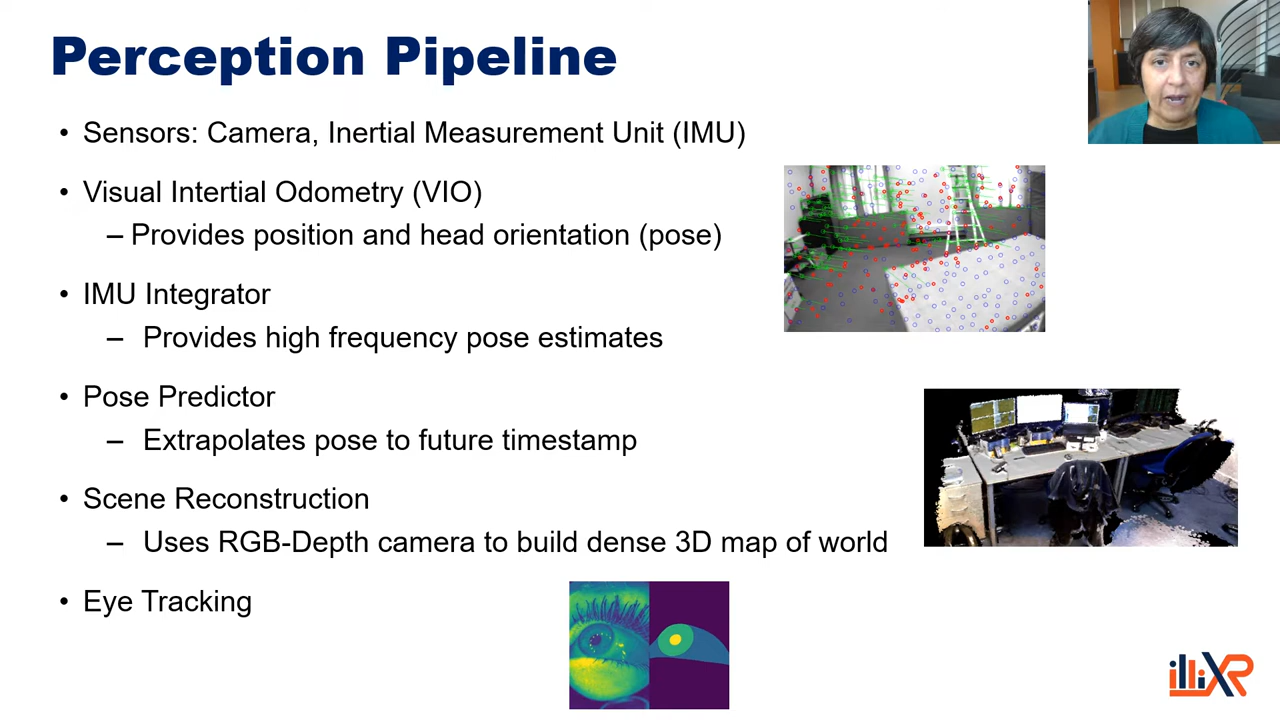 Perception Pipeline
• Sensors: Camera, Inertial Measurement Unit (IMU)
• Visual Intertial Odometry (VIO)
– Provides position and head orientation (pose)
• IMU Integrator
– Provides high frequency pose estimates
• Pose Predictor
– Extrapolates pose to future timestamp
• Scene Reconstruction
– Uses RGB-Depth camera to build dense 3D map of world
• Eye Tracking
illiXR